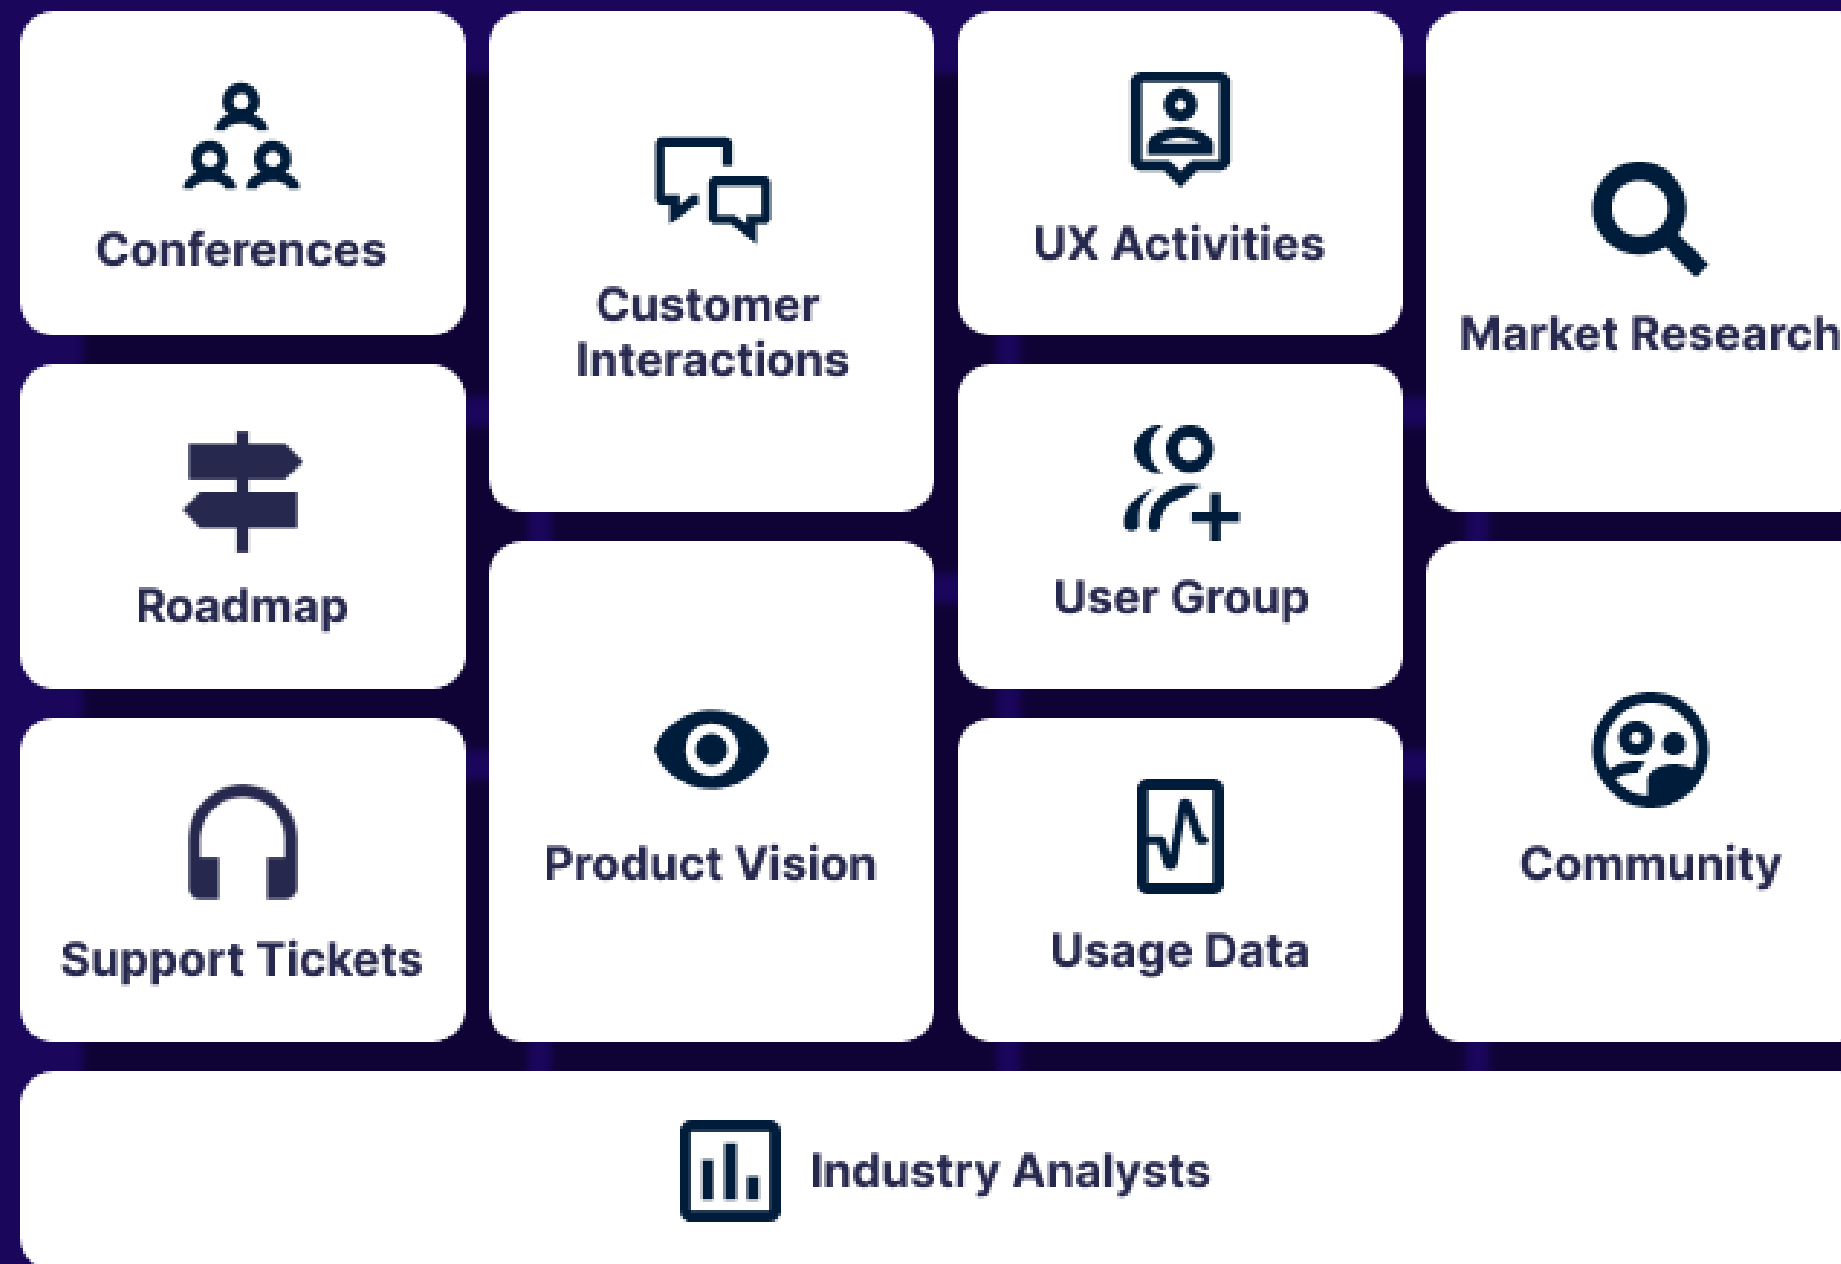 Conferences
Customer
Interactions
UX Activities
Market Research
Roadmap
User Group
Product Vision
Community
Support Tickets
Usage Data
Industry Analysts